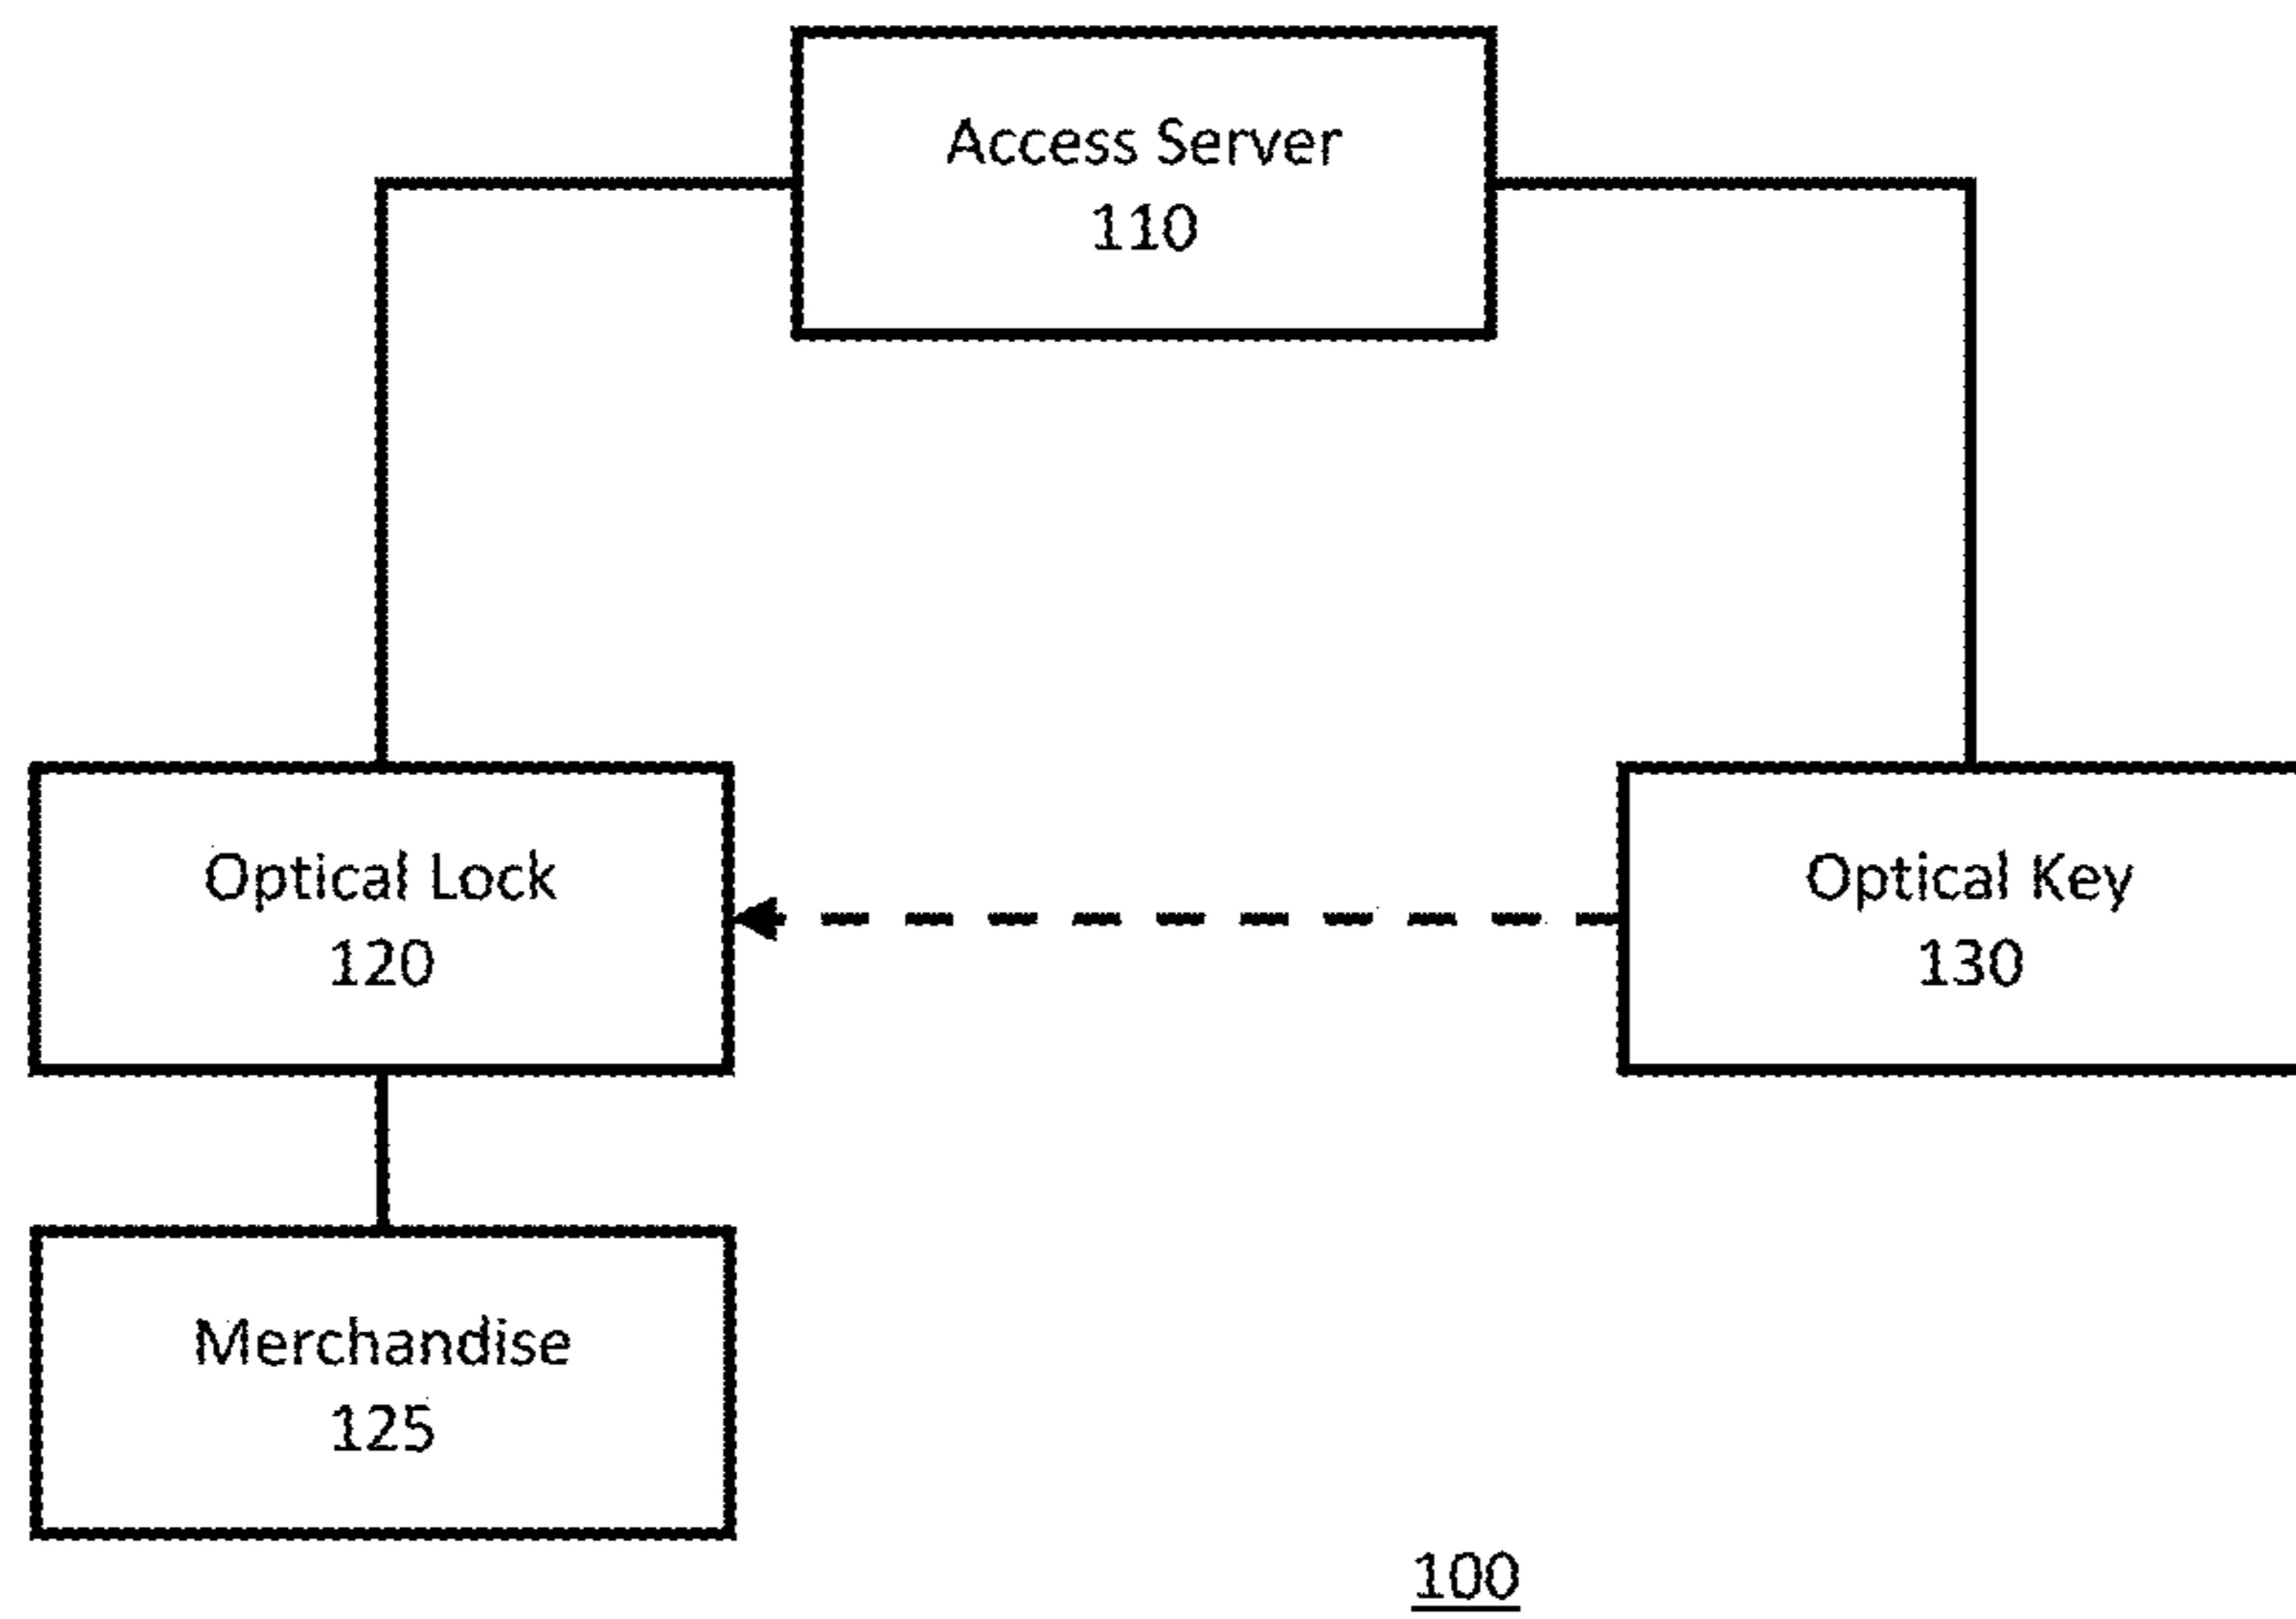 Access Server
110
Optical Lock
120
Optical Key
130
Merchandise
125
100